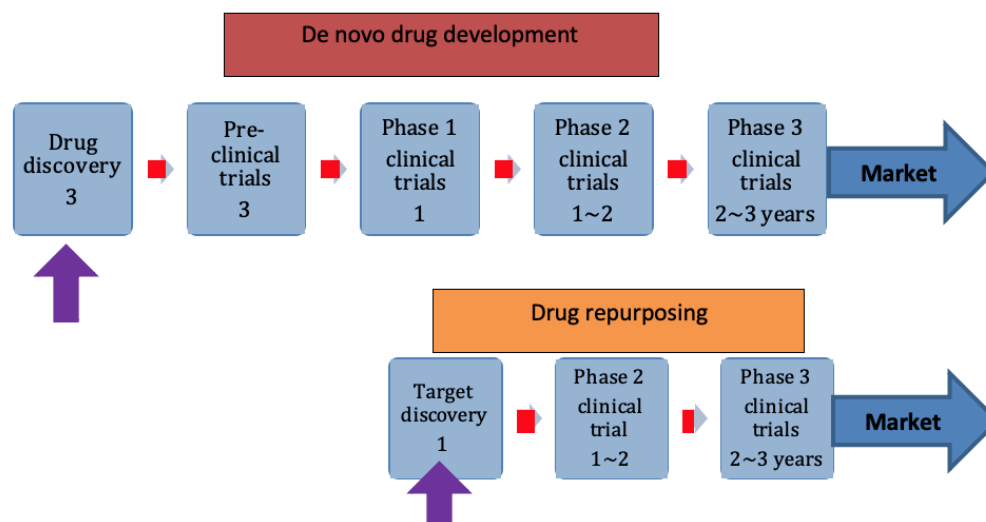 De novo drug development
Drug
discovery
3
Pre-
clinical
trials
3
Phase 1
clinical
trials
1
Phase 2
clinical
trials
1~2
Phase 3
clinical
trials
2~3 years
Market
Drug repurposing
Target
discovery
1
Phase 2
clinical
trial
1~2
Phase 3
clinical
trials
2~3 years
Market